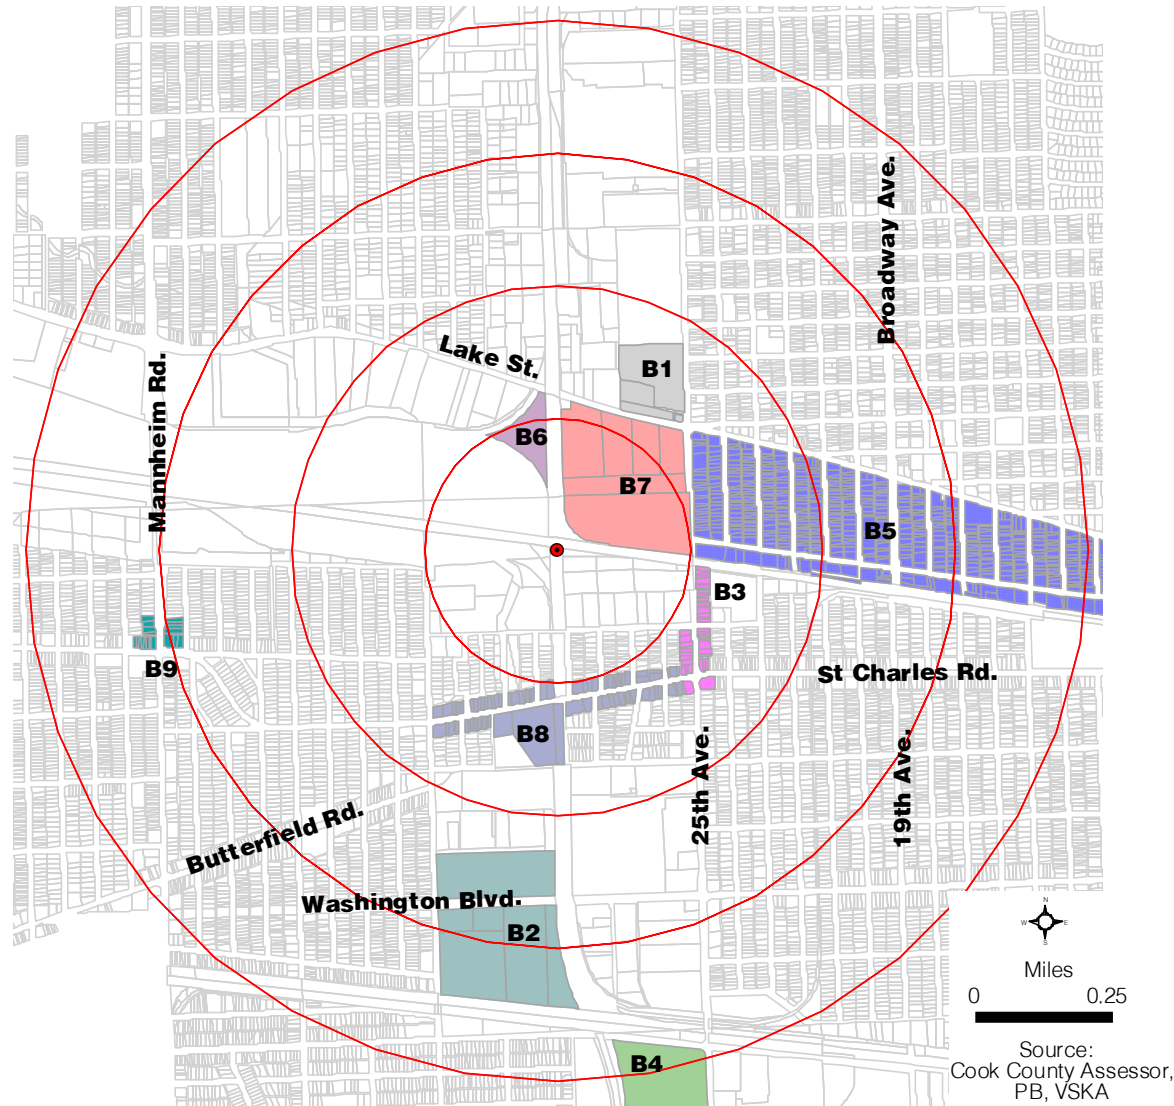 Broadway Ave.
Lake St.
B1
Mannheim Rd.
B6
B7
B5
B3
B9
St Charles Rd.
B8
25th Ave.
19th Ave.
Butterfield Rd.
Washington Blvd.
B2
N
W E
S
Miles
0 0.25
Source:
Cook County Assessor,
PB, VSKA
B4